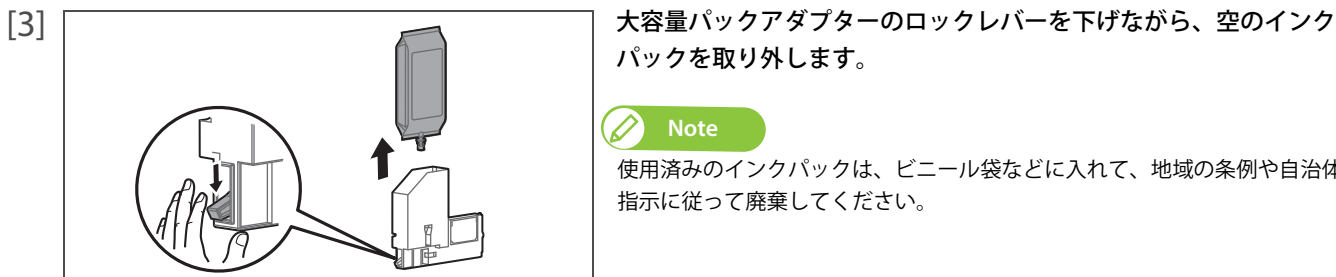 [3]
大容量パックアダプターのロックレバーを下げながら、空のインク
パックを取り外します。
Note
使用済みのインクパックは、ビニール袋などに入れて、地域の条例や自治体
指示に従って廃棄してください。